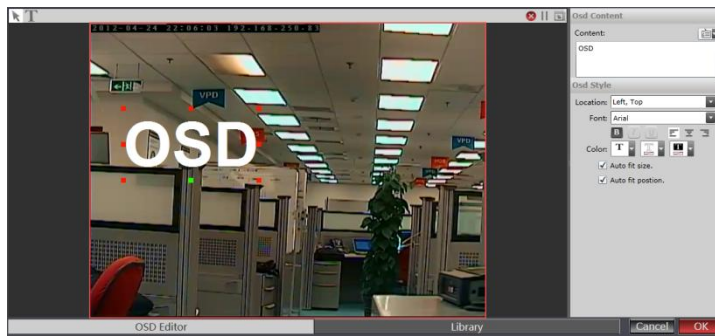 T
Osd Content
2012-04-24 22:06:03 192.168.250.83
Content:
OSD
VPD
Osd Style
Location: Left, Top
Font: Arial
OSD
VPD
B I U
Color: T
Auto fit size.
Auto fit postion.
OSD Editor
Library
Cancel
OK